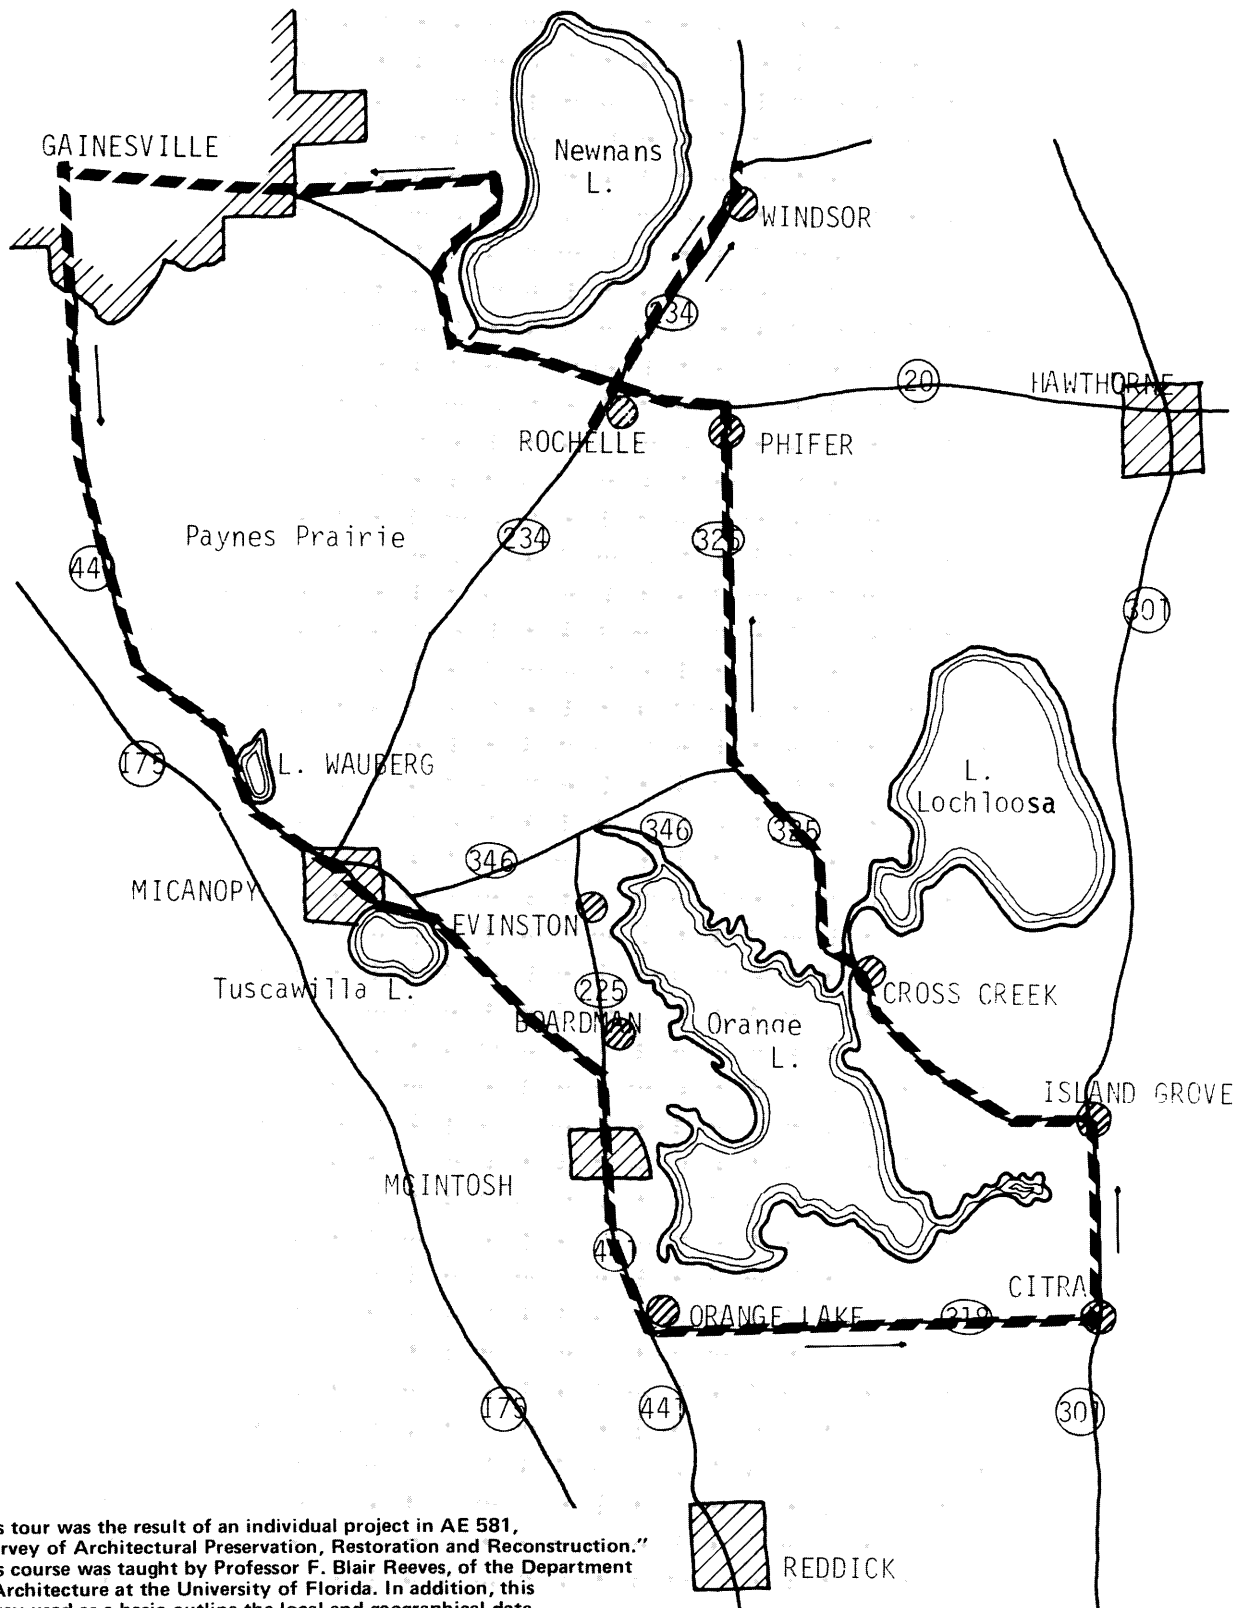 GAINESVILLE
Newnans
L.
WINDSOR
234
20
HAWTHORNE
ROCHELLE
PHIFER
Paynes Prairie
234
325
441
301
L. WAUBERG
I75
L.
Lochloosa
346
325
346
MICANOPY
EVINSTON
Tuscawilla L.
225
CROSS CREEK
BOARDMAN
Orange
L.
ISLAND GROVE
MCINTOSH
441
CITRA
ORANGE LAKE
I75
441
301
REDDICK
s tour was the result of an individual project in AE 581,
rvey of Architectural Preservation, Restoration and Reconstruction."
s course was taught by Professor F. Blair Reeves, of the Department
Architecture at the University of Florida. In addition, this